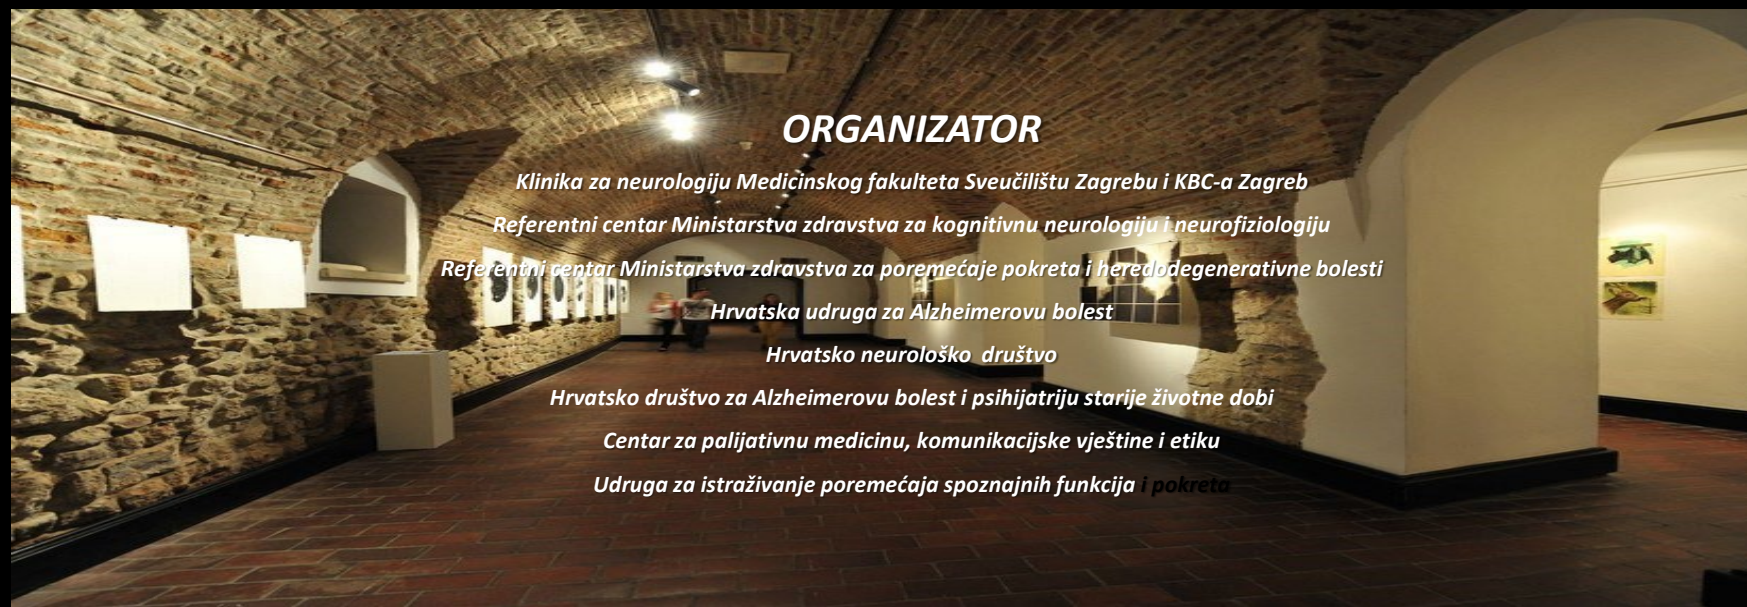 ORGANIZATOR
Klinika za neurologiju Medicinskog fakulteta Sveučilištu Zagrebu i KBC-a Zagreb
Referentni centar Ministarstva zdravstva za kognitivnu neurologiju i neurofiziologiju
Referentni centar Ministarstva zdravstva za poremećaje pokreta i heredodegenerativne bolesti
Hrvatska udruga za Alzheimerovu bolest
Hrvatsko neurološko društvo
Hrvatsko društvo za Alzheimerovu bolest i psihijatriju starije životne dobi
Centar za palijativnu medicinu, komunikacijske vještine i etiku
Udruga za istraživanje poremećaja spoznajnih funkcija i pokreta